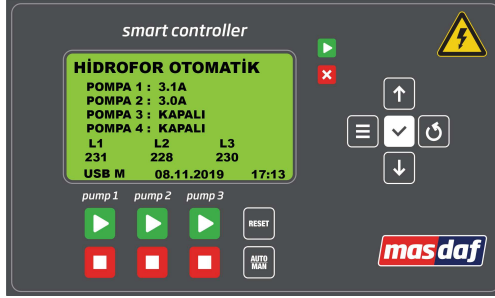 smart controller
HİDROFOR OTOMATİK
POMPA 1 : 3.1A
POMPA 2 : 3.0A
POMPA 3 : KAPALI
POMPA 4 : KAPALI
L1 L2 L3
231 228 230
USB M 08.11.2019 17:13
pump 1 pump 2 pump 3
RESET
AUTO
MAN
masdaf